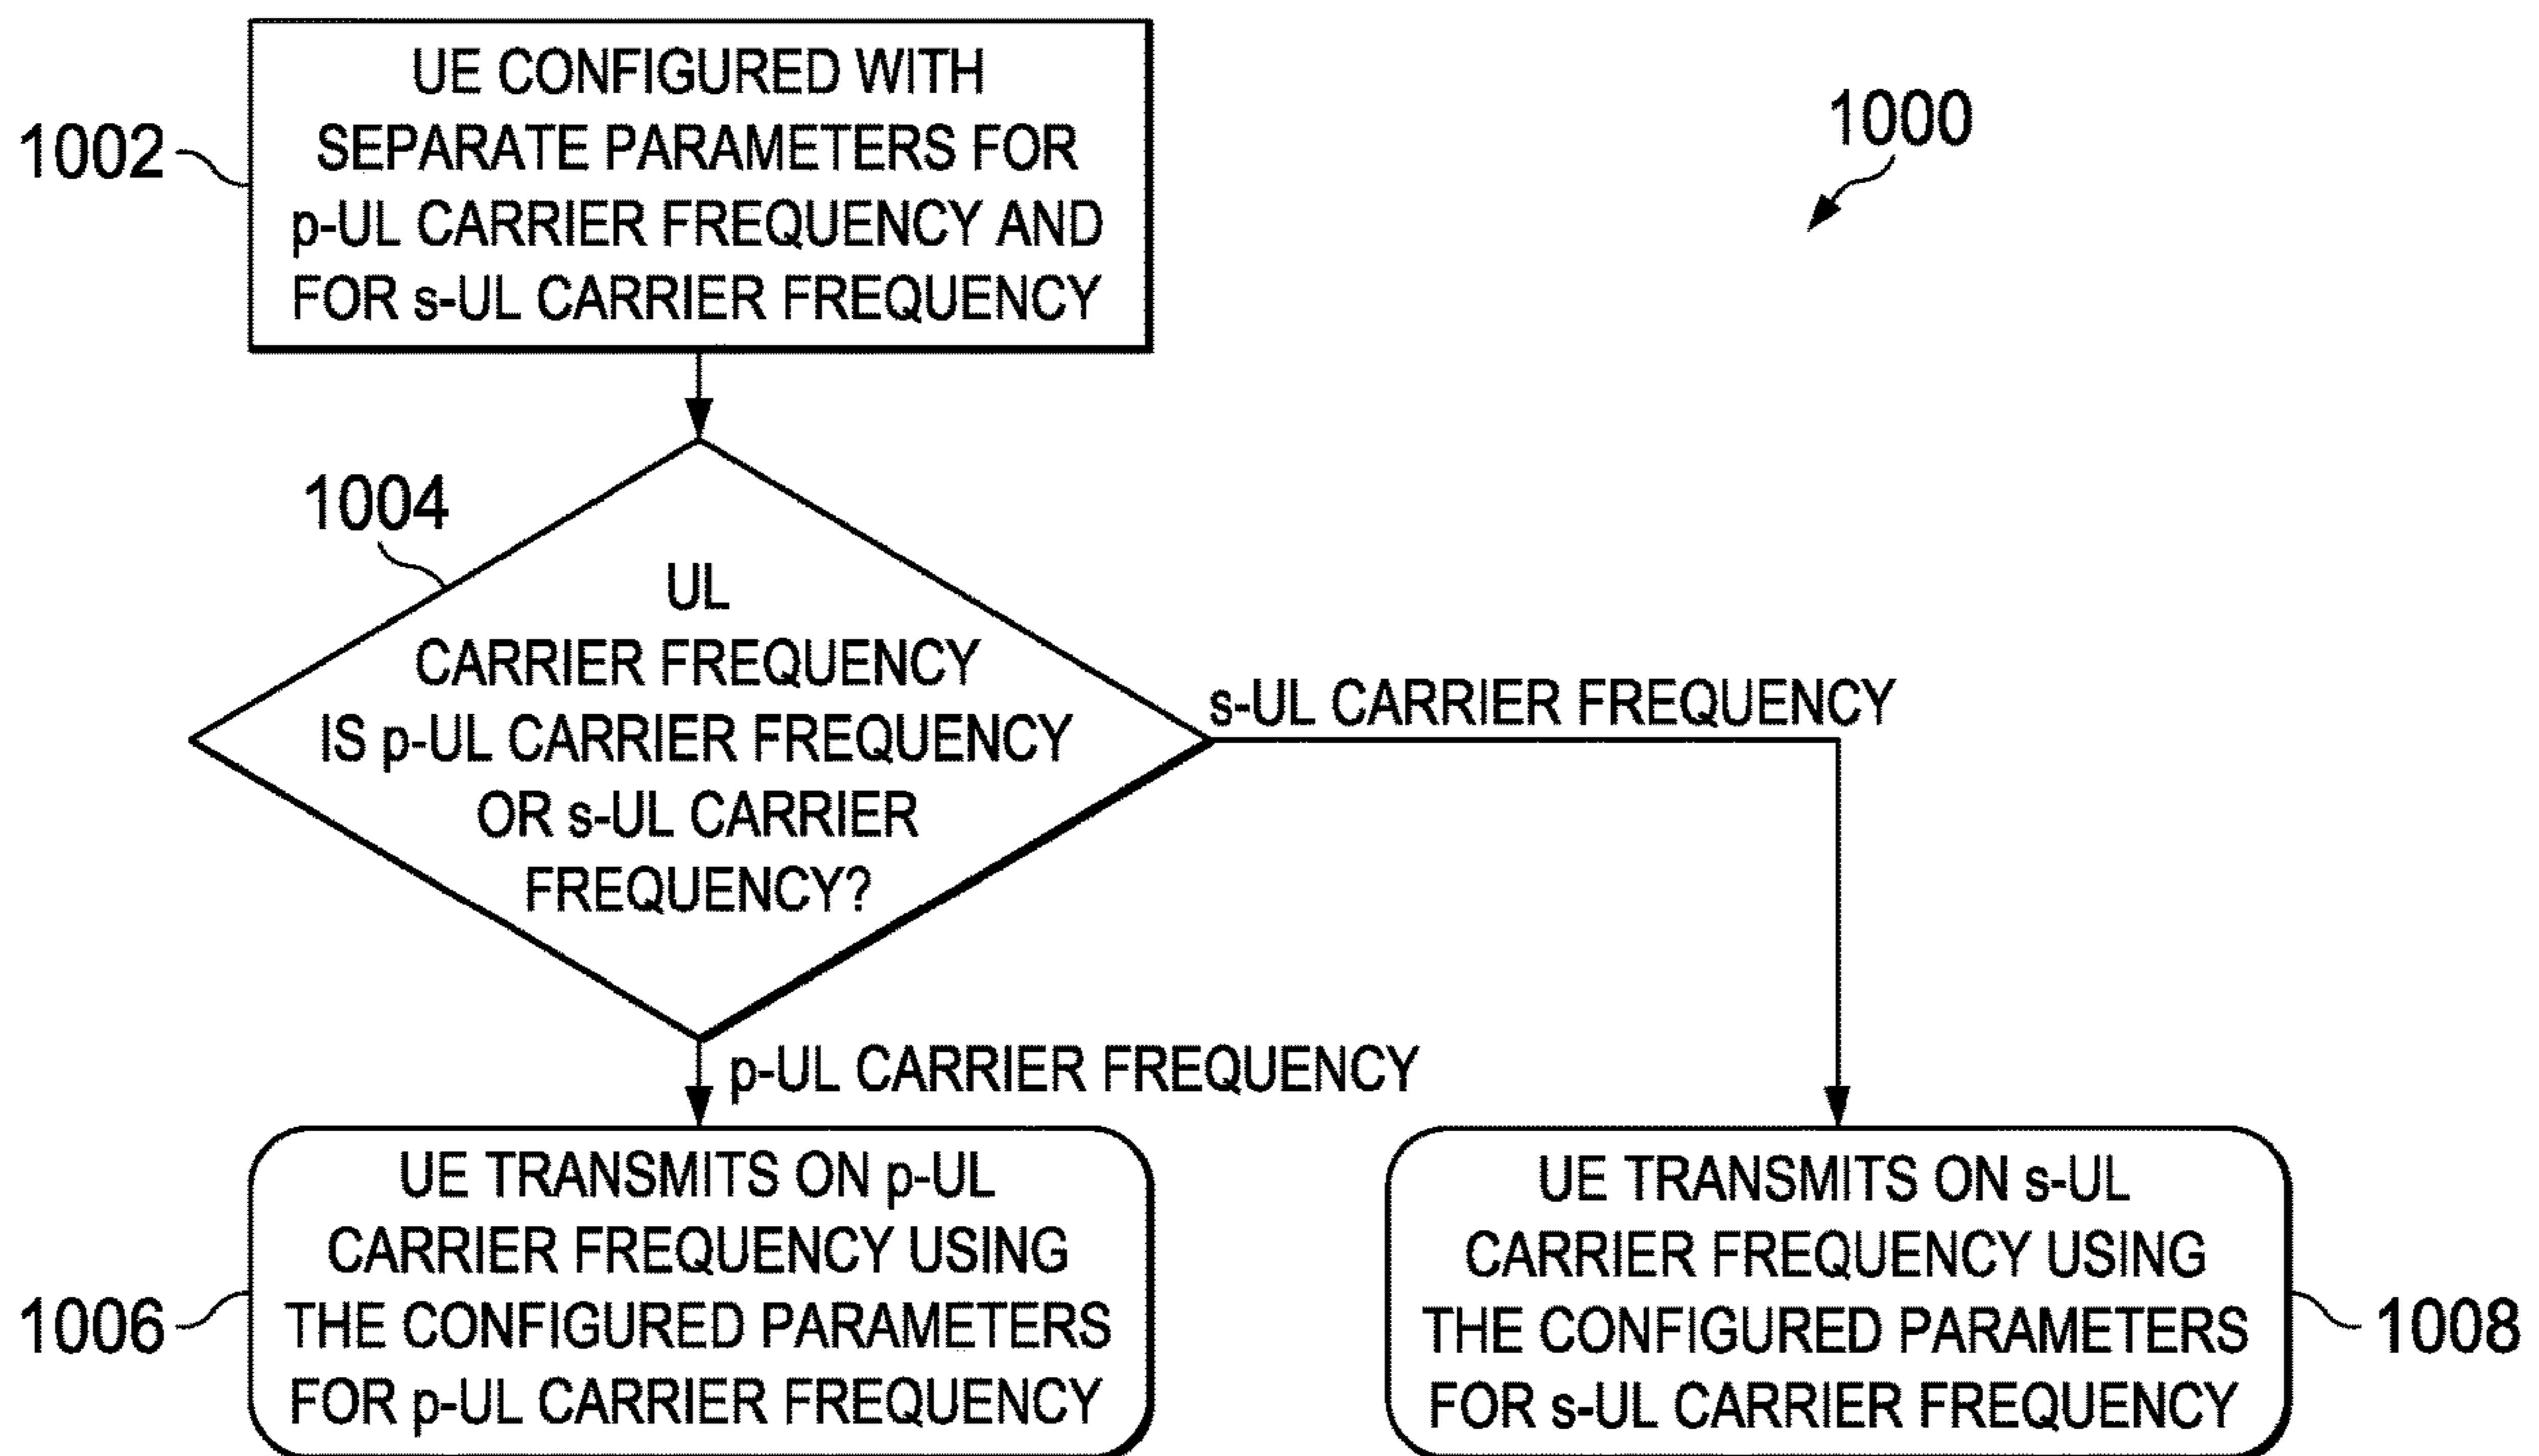 UE CONFIGURED WITH
SEPARATE PARAMETERS FOR
p-UL CARRIER FREQUENCY AND
FOR s-UL CARRIER FREQUENCY
1002
1000
1004
UL
CARRIER FREQUENCY
IS p-UL CARRIER FREQUENCY
OR s-UL CARRIER
FREQUENCY?
s-UL CARRIER FREQUENCY
p-UL CARRIER FREQUENCY
UE TRANSMITS ON p-UL
CARRIER FREQUENCY USING
THE CONFIGURED PARAMETERS
FOR p-UL CARRIER FREQUENCY
1006
UE TRANSMITS ON s-UL
CARRIER FREQUENCY USING
THE CONFIGURED PARAMETERS
FOR s-UL CARRIER FREQUENCY
1008